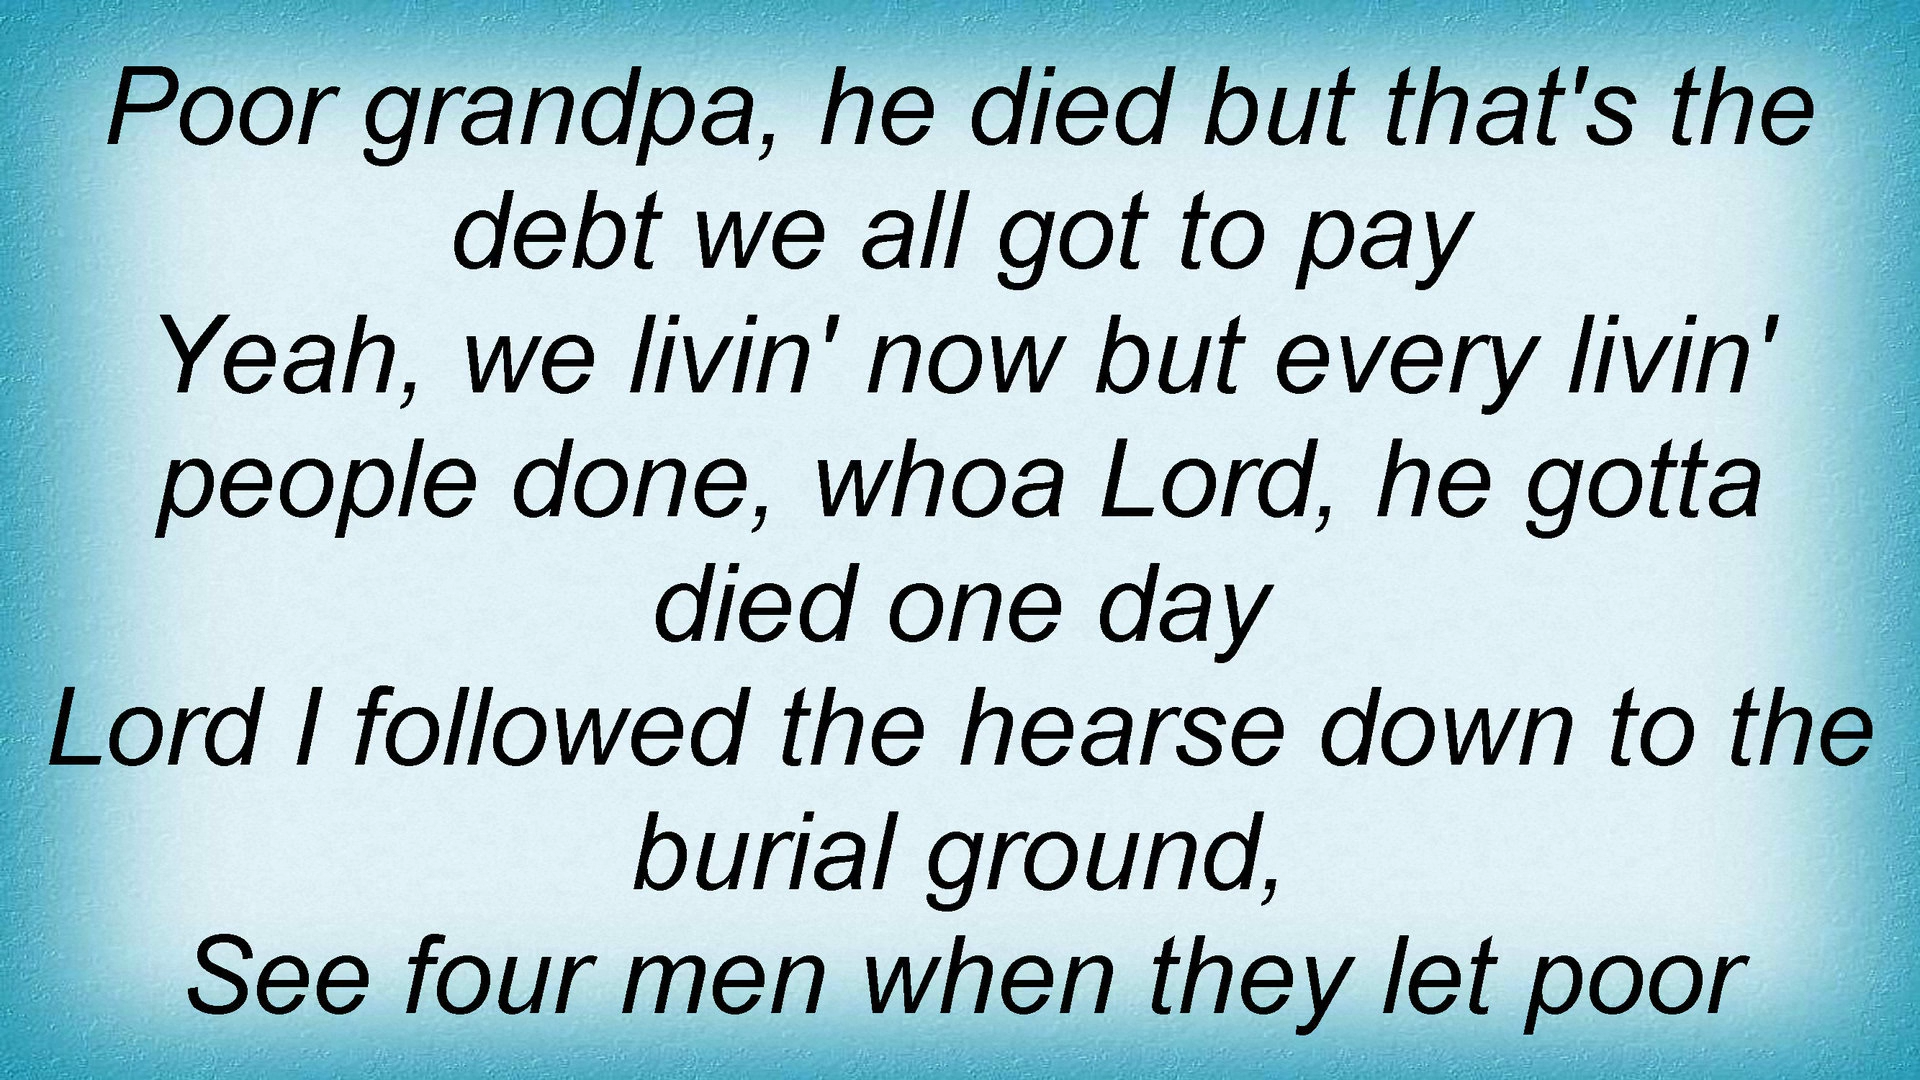 Poor grandpa, he died but that's the
debt we all got to pay
Yeah, we livin' now but every livin'
people done, whoa Lord, he gotta
died one day
Lord I followed the hearse down to the
burial ground,
See four men when they let poor